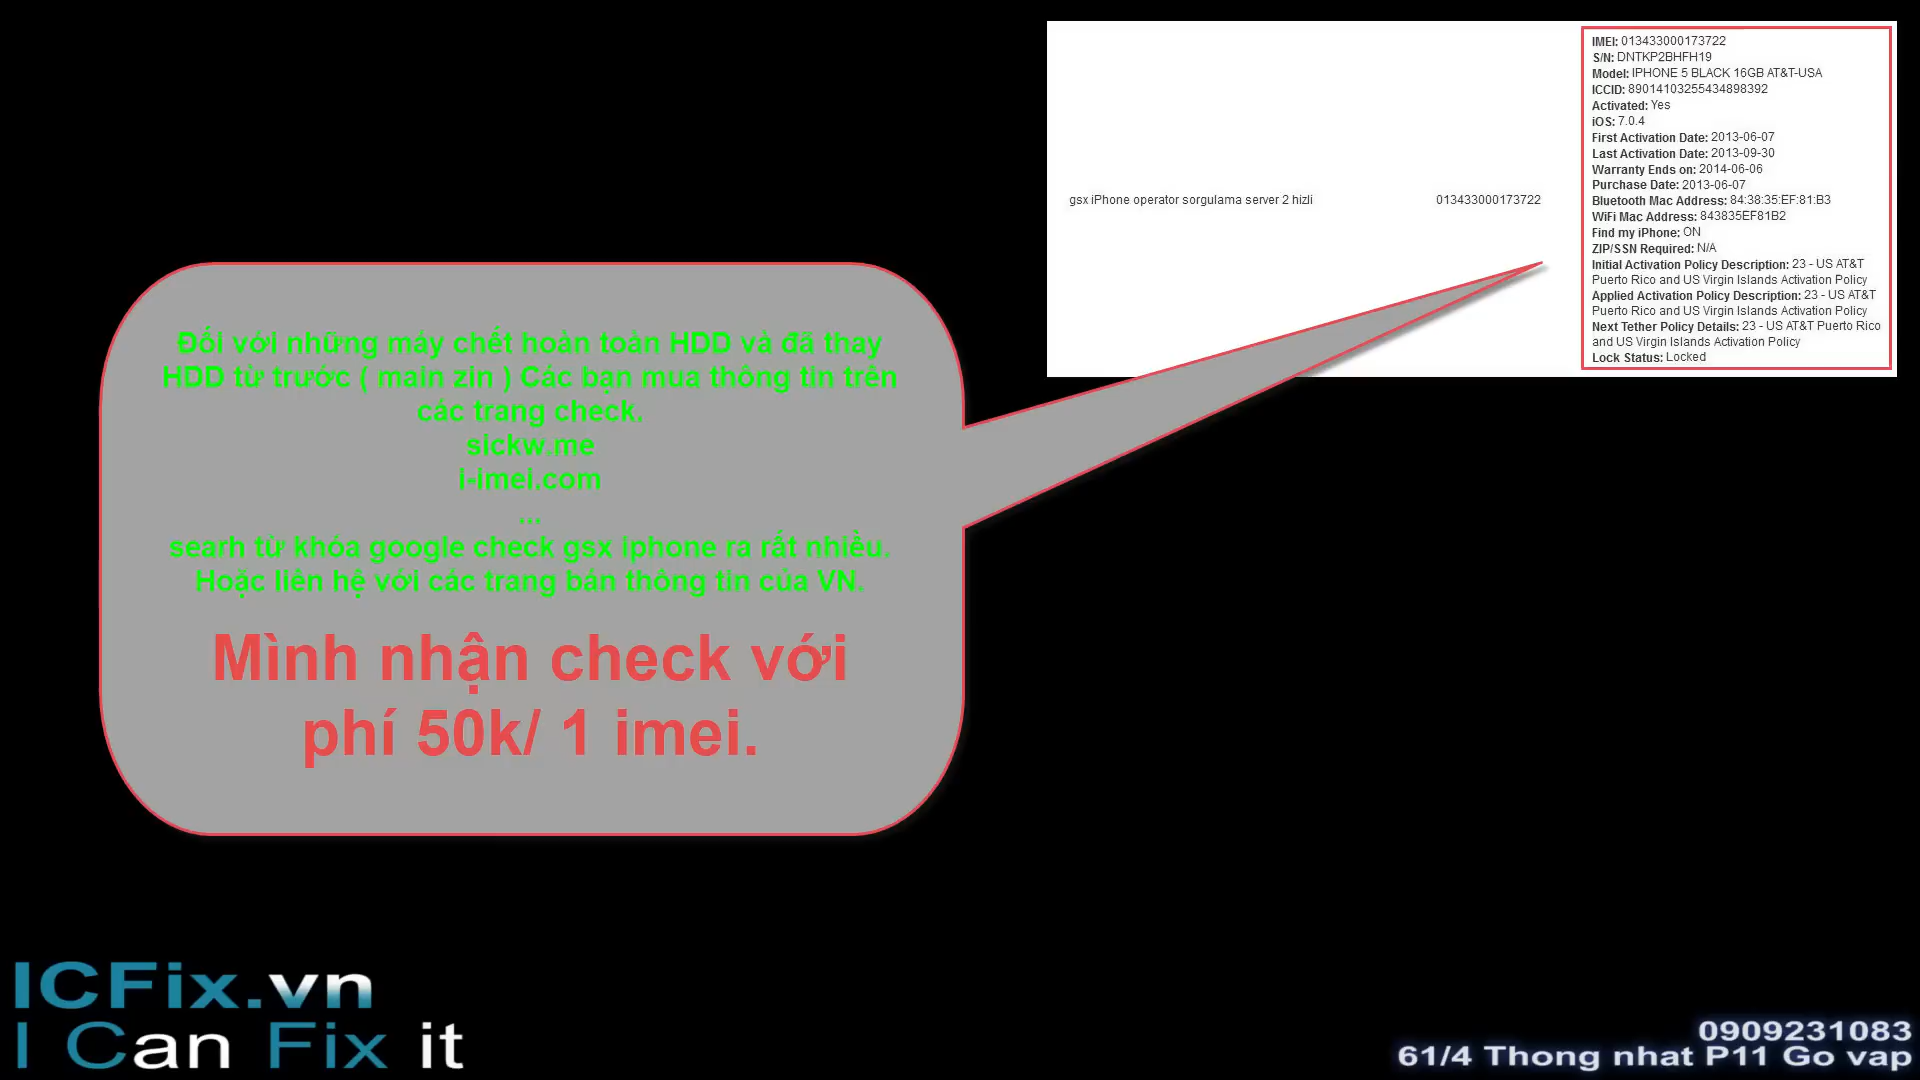 IMEI: 013433000173722
S/N: DNTKP2BHFH19
Model: IPHONE 5 BLACK 16GB AT&T-USA
ICCID: 89014103255434898392
Activated: Yes
iOS: 7.0.4
First Activation Date: 2013-06-07
Last Activation Date: 2013-09-30
Warranty Ends on: 2014-06-06
Purchase Date: 2013-06-07
gsx iPhone operator sorgulama server 2 hizli 013433000173722
Bluetooth Mac Address: 84:38:35:EF:81:B3
WiFi Mac Address: 843835EF81B2
Find my iPhone: ON
ZIP/SSN Required: N/A
Initial Activation Policy Description: 23 - US AT&T
Puerto Rico and US Virgin Islands Activation Policy
Applied Activation Policy Description: 23 - US AT&T
Puerto Rico and US Virgin Islands Activation Policy
Next Tether Policy Details: 23 - US AT&T Puerto Rico
and US Virgin Islands Activation Policy
Lock Status: Locked
Đối với những máy chết hoàn toàn HDD và đã thay
HDD từ trước ( main zin ) Các bạn mua thông tin trên
các trang check.
sickw.me
i-imei.com
...
searh từ khóa google check gsx iphone ra rất nhiều.
Hoặc liên hệ với các trang bán thông tin của VN.
Mình nhận check với
phí 50k/ 1 imei.
ICFix.vn
I Can Fix it
0909231083
61/4 Thong nhat P11 Go vap